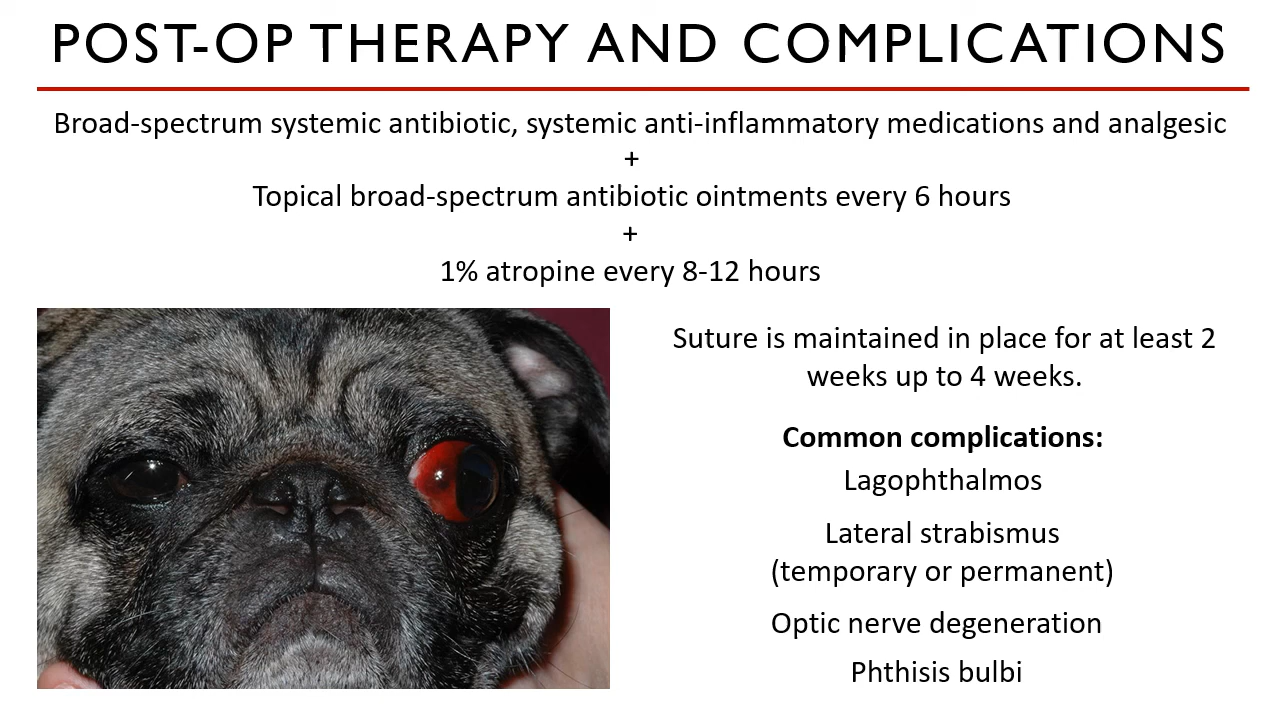 POST-OP THERAPY AND COMPLICATIONS
Broad-spectrum systemic antibiotic, systemic anti-inflammatory medications and analgesic
+
Topical broad-spectrum antibiotic ointments every 6 hours
+
1% atropine every 8-12 hours
Suture is maintained in place for at least 2
weeks up to 4 weeks.
Common complications:
Lagophthalmos
Lateral strabismus
(temporary or permanent)
Optic nerve degeneration
Phthisis bulbi